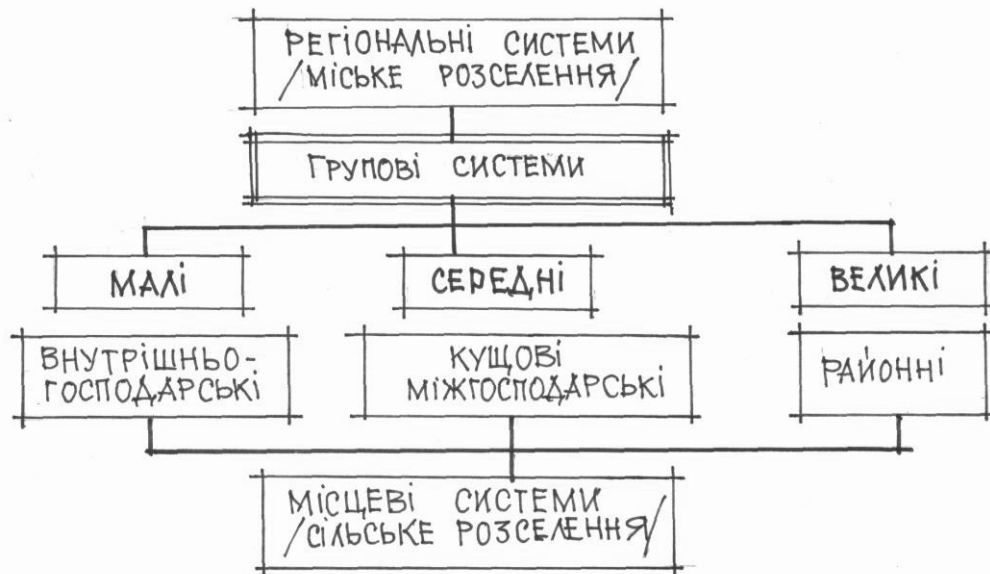 РЕГІОНАЛЬНІ СИСТЕМИ
/МІСЬКЕ РОЗСЕЛЕННЯ/
ГРУПОВІ СИСТЕМИ
МАЛІ
СЕРЕДНІ
ВЕЛИКІ
ВНУТРІШНЬО-
ГОСПОДАРСЬКІ
КУЩОВІ
МІЖГОСПОДАРСЬКІ
РАЙОННІ
МІСЦЕВІ СИСТЕМИ
/СІЛЬСЬКЕ РОЗСЕЛЕННЯ/